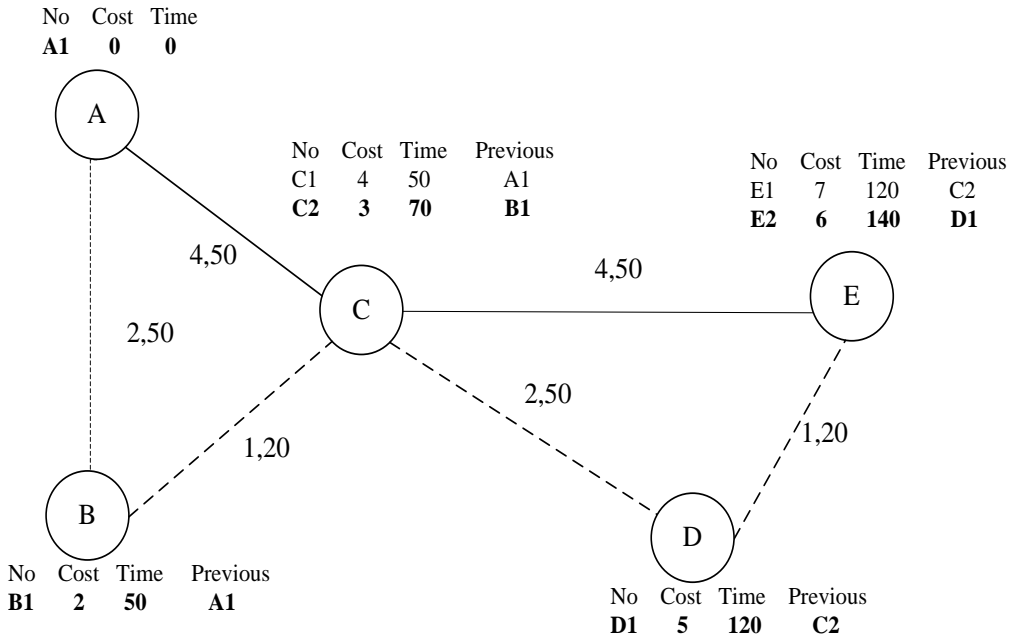 No Cost Time
A1 0 0
A
No Cost Time Previous
C1 4 50 A1
C2 3 70 B1
No Cost Time Previous
E1 7 120 C2
E2 6 140 D1
4,50
4,50
C
E
2,50
2,50
1,20
1,20
B
D
No Cost Time Previous
B1 2 50 A1
No Cost Time Previous
D1 5 120 C2